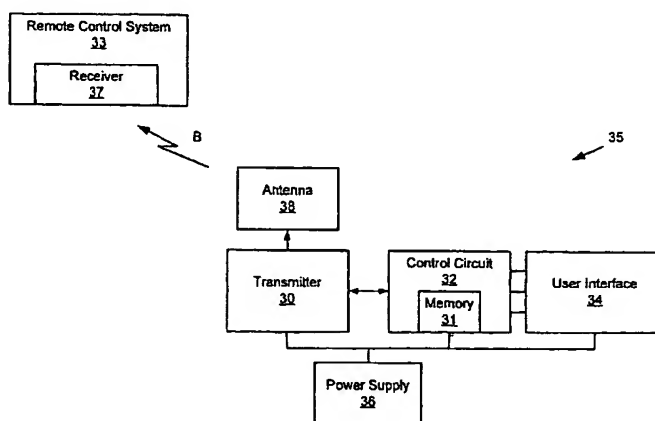 Remote Control System
33
Receiver
37
B
35
Antenna
38
Transmitter
30
Control Circuit
32
Memory
31
User Interface
34
Power Supply
36